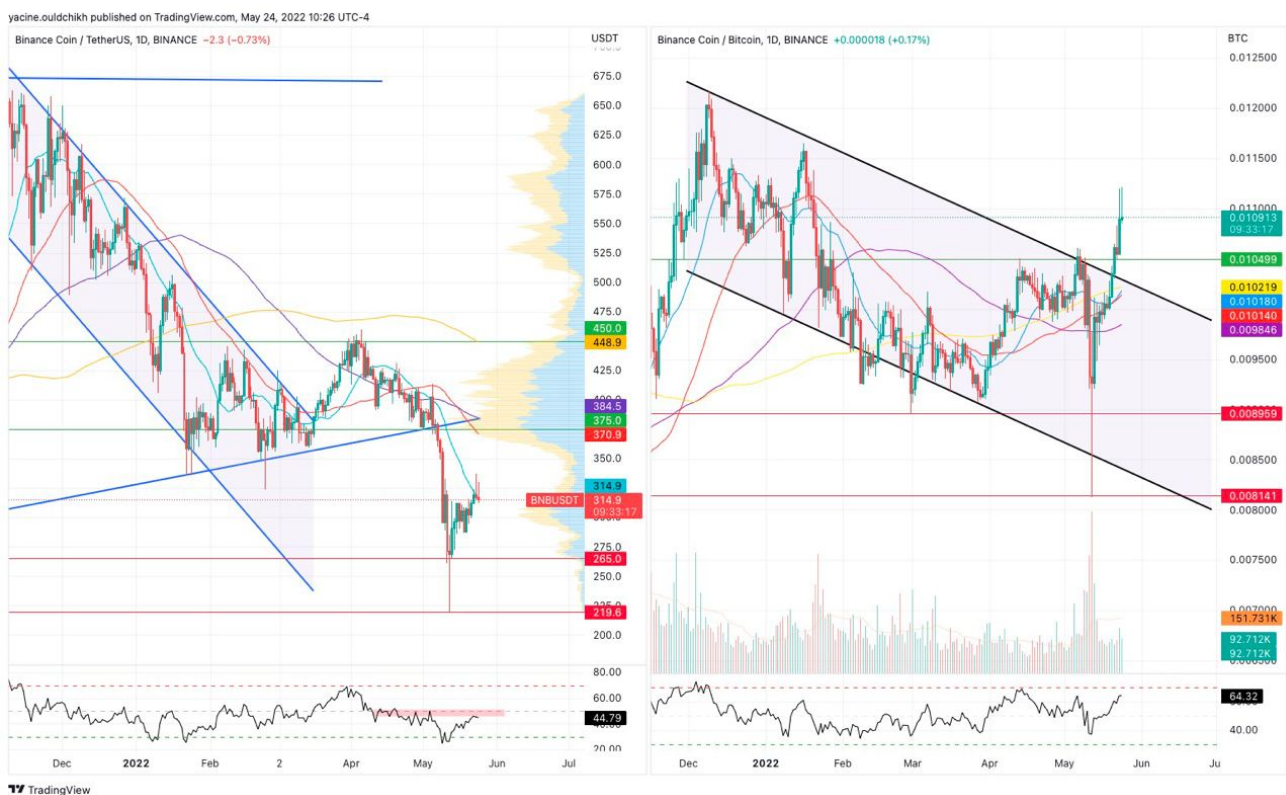 yacine.ouldchikh published on TradingView.com, May 24, 2022 10:26 UTC-4
Binance Coin / TetherUS, 1D, BINANCE −2.3 (−0.73%)
USDT
675.0
650.0
625.0
600.0
575.0
550.0
525.0
500.0
475.0
450.0
448.9
425.0
384.5
375.0
370.9
350.0
314.9
BNBUSDT
314.9
09:33:17
275.0
265.0
250.0
219.6
200.0
80.00
60.00
44.79
20.00
Dec
2022
Feb
2
Apr
May
Jun
Jul
Binance Coin / Bitcoin, 1D, BINANCE +0.000018 (+0.17%)
BTC
0.012500
0.012000
0.011500
0.011000
0.010913
09:33:17
0.010499
0.010219
0.010180
0.010140
0.009846
0.009500
0.008959
0.008500
0.008141
0.008000
0.007500
151.731K
92.712K
92.712K
64.32
40.00
Dec
2022
Feb
Mar
Apr
May
Ju
TradingView